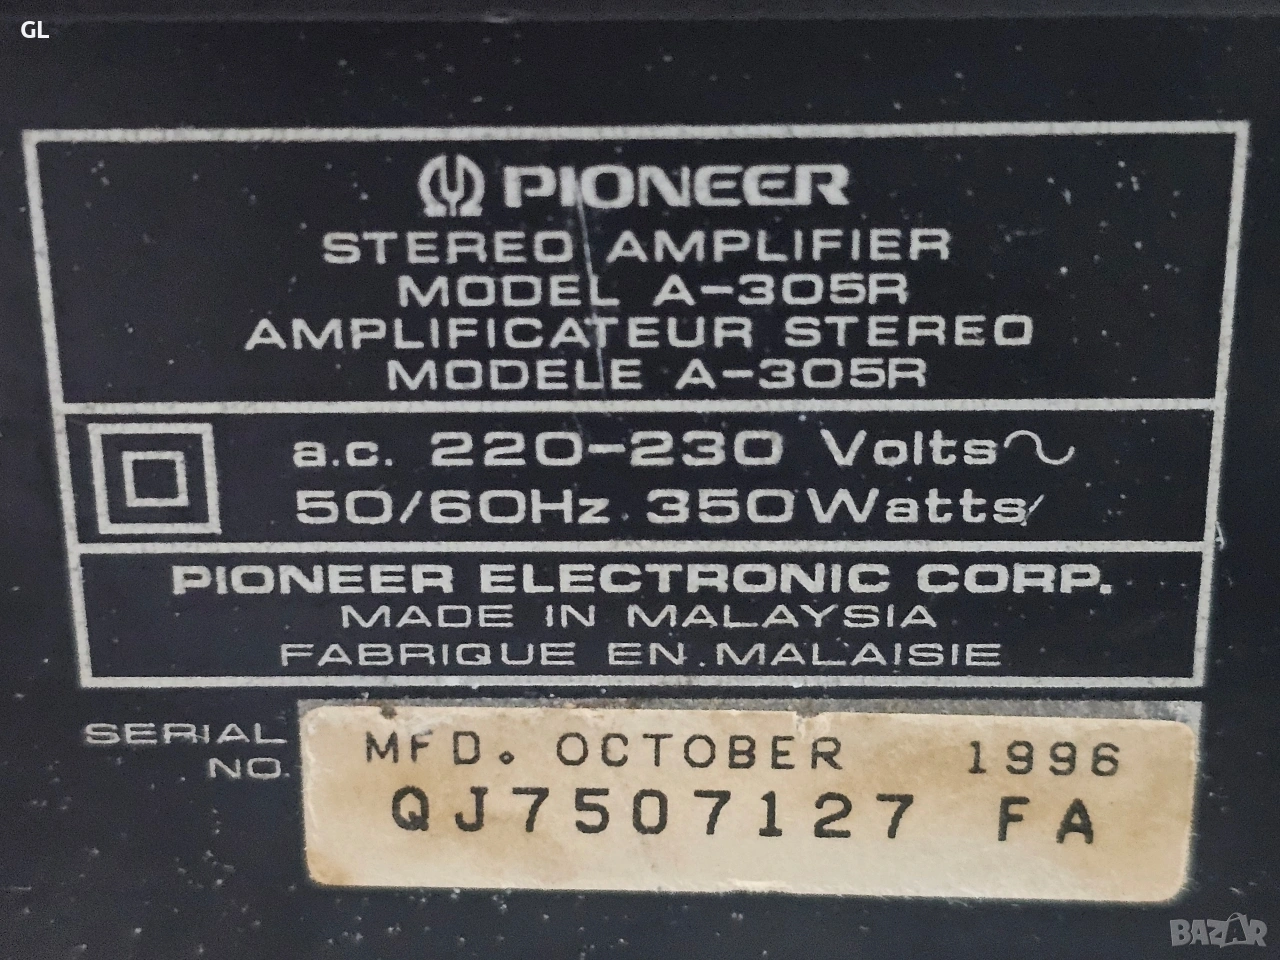 GL
PIONEER
STEREO AMPLIFIER
MODEL A-305R
AMPLIFICATEUR STEREO
MODELE A-305R
a.c. 220-230 Volts∿
50/60Hz 350Watts
PIONEER ELECTRONIC CORP.
MADE IN MALAYSIA
FABRIQUE EN MALAISIE
SERIAL NO.
MFD. OCTOBER 1996
QJ7507127 FA
BAZAR